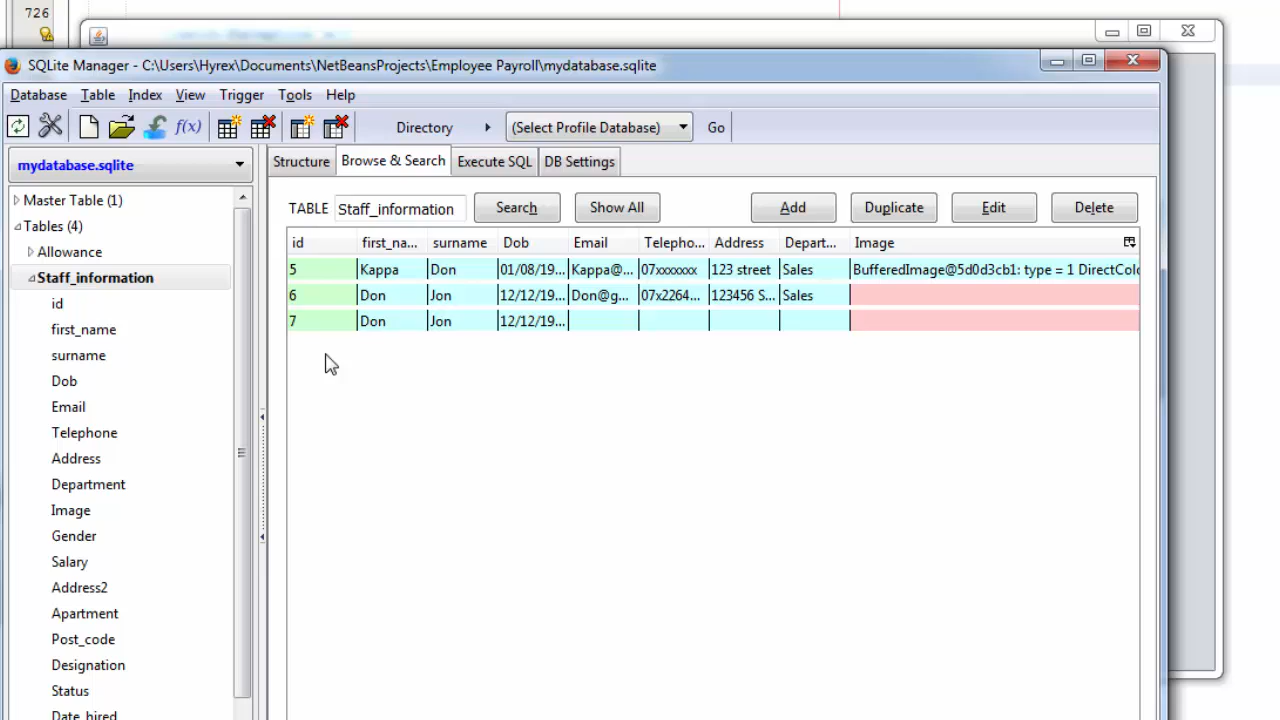 726
SQLite Manager - C:\Users\Hyrex\Documents\NetBeansProjects\Employee Payroll\mydatabase.sqlite
Database Table Index View Trigger Tools Help
f(x) Directory (Select Profile Database) Go
mydatabase.sqlite
Structure Browse & Search Execute SQL DB Settings
Master Table (1)
Tables (4)
Allowance
Staff_information
id
first_name
surname
Dob
Email
Telephone
Address
Department
Image
Gender
Salary
Address2
Apartment
Post_code
Designation
Status
Date_hired
TABLE Staff_information Search Show All Add Duplicate Edit Delete
id first_na... surname Dob Email Telepho... Address Depart... Image
5 Kappa Don 01/08/19... Kappa@... 07xxxxxxx 123 street Sales BufferedImage@5d0d3cb1: type = 1 DirectColo
6 Don Jon 12/12/19... Don@g... 07x2264... 123456 S... Sales
7 Don Jon 12/12/19...